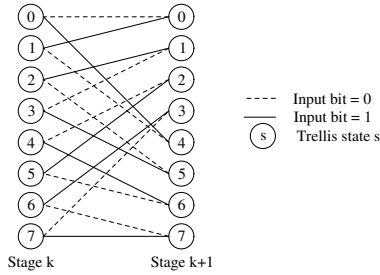 0 0
1 1
2 2
3 3
4 4
5 5
6 6
7 7
Stage k Stage k+1
Input bit = 0
Input bit = 1
s Trellis state s